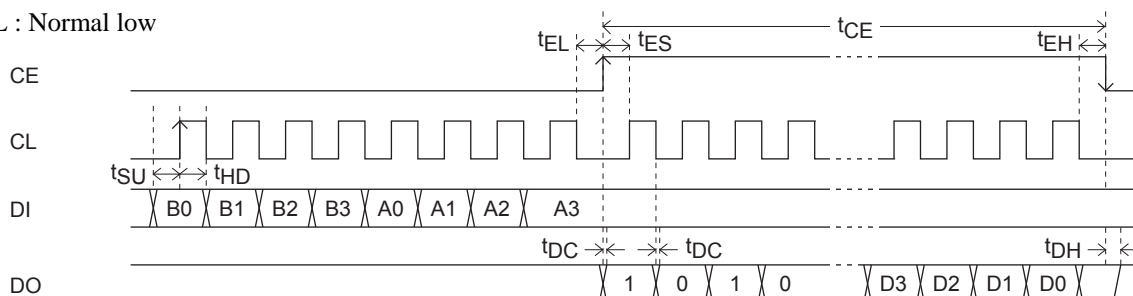 L : Normal low
tCE
tEL tES tEH
CE
CL
tSU tHD
DI B0 B1 B2 B3 A0 A1 A2 A3
tDC tDC tDH
DO 1 0 1 0 D3 D2 D1 D0